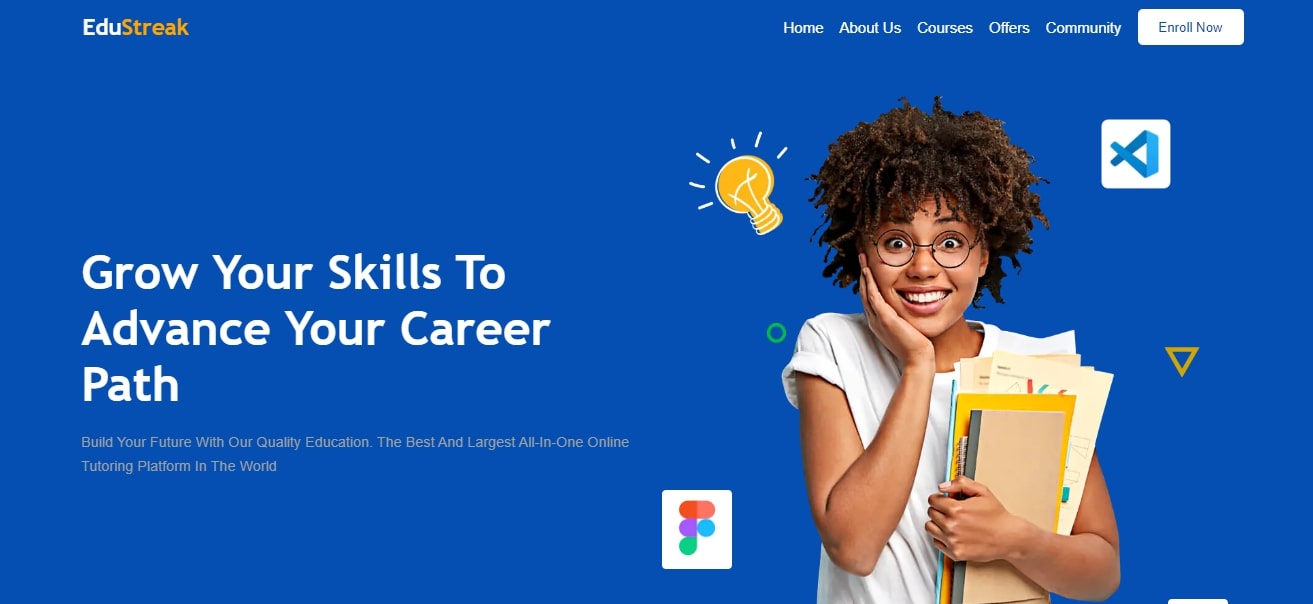 EduStreak
Home About Us Courses Offers Community Enroll Now
Grow Your Skills To
Advance Your Career
Path
Build Your Future With Our Quality Education. The Best And Largest All-In-One Online
Tutoring Platform In The World